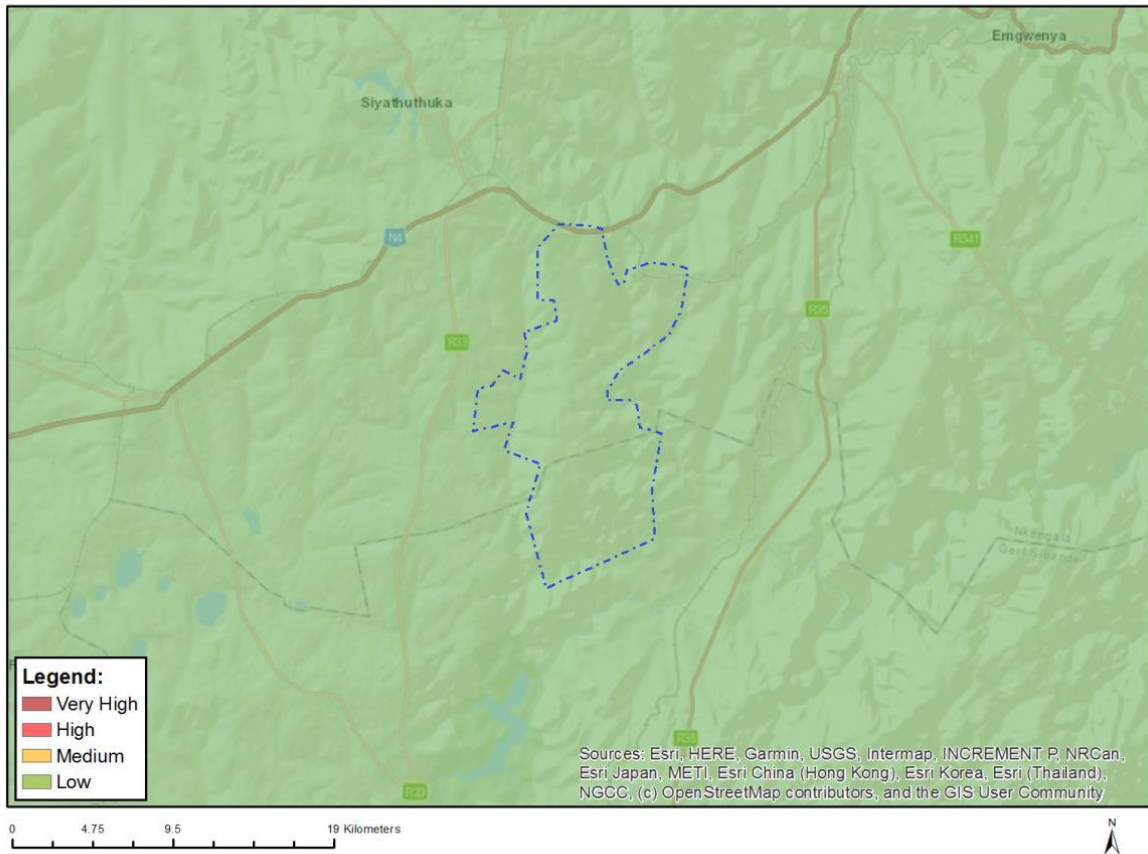 Emgwenya
Siyathuthuka
N4
R541
R36
R33
Nkangala
Gert Sibande
Legend:
Very High
High
Medium
Low
R36
R33
Sources: Esri, HERE, Garmin, USGS, Intermap, INCREMENT P, NRCan,
Esri Japan, METI, Esri China (Hong Kong), Esri Korea, Esri (Thailand),
NGCC, (c) OpenStreetMap contributors, and the GIS User Community
0 4.75 9.5 19 Kilometers
N